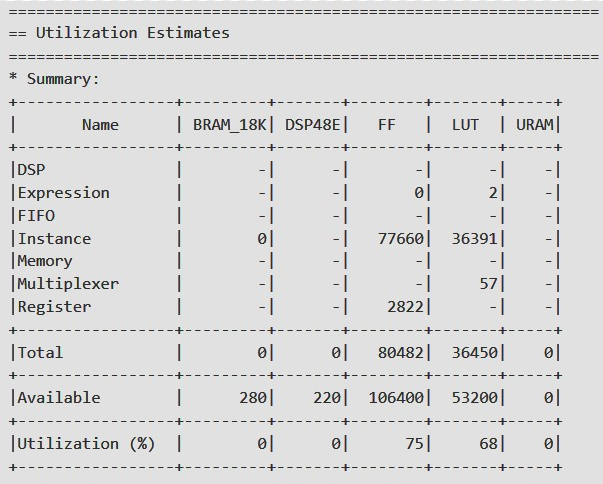 =================================================================
== Utilization Estimates
=================================================================
* Summary:
+-----------------+---------+-------+--------+-------+-----+
|       Name      | BRAM_18K| DSP48E|   FF   |  LUT  | URAM|
+-----------------+---------+-------+--------+-------+-----+
|DSP              |        -|      -|       -|      -|    -|
|Expression       |        -|      -|       0|      2|    -|
|FIFO             |        -|      -|       -|      -|    -|
|Instance         |        0|      -|   77660|  36391|    -|
|Memory           |        -|      -|       -|      -|    -|
|Multiplexer      |        -|      -|       -|     57|    -|
|Register         |        -|      -|    2822|      -|    -|
+-----------------+---------+-------+--------+-------+-----+
|Total            |        0|      0|   80482|  36450|    0|
+-----------------+---------+-------+--------+-------+-----+
|Available        |      280|    220|  106400|  53200|    0|
+-----------------+---------+-------+--------+-------+-----+
|Utilization (%)  |        0|      0|      75|     68|    0|
+-----------------+---------+-------+--------+-------+-----+